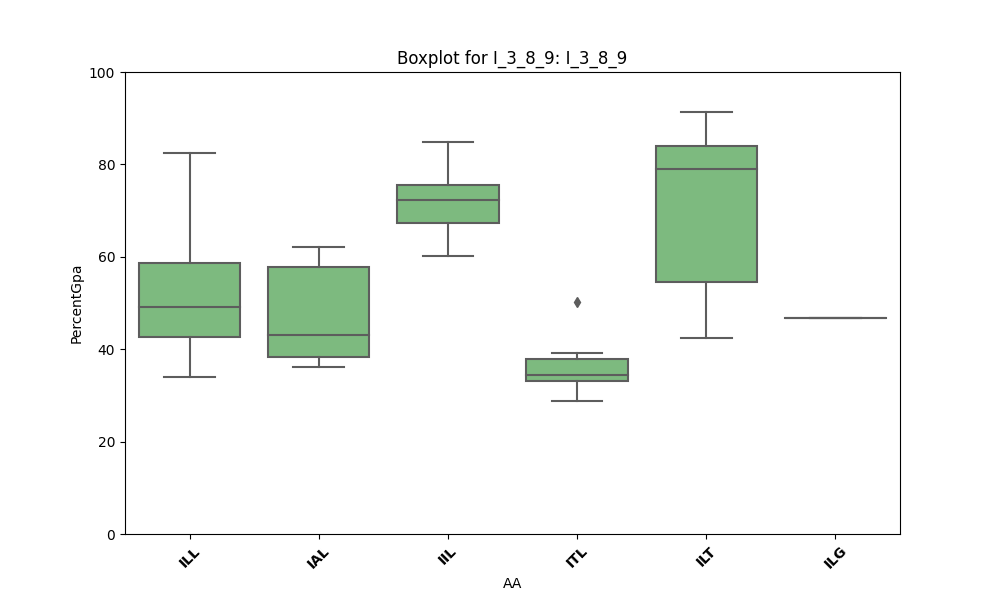 Boxplot for I_3_8_9: I_3_8_9
PercentGpa
100
80
60
40
20
0
ILL
IAL
IIL
ITL
ILT
ILG
AA